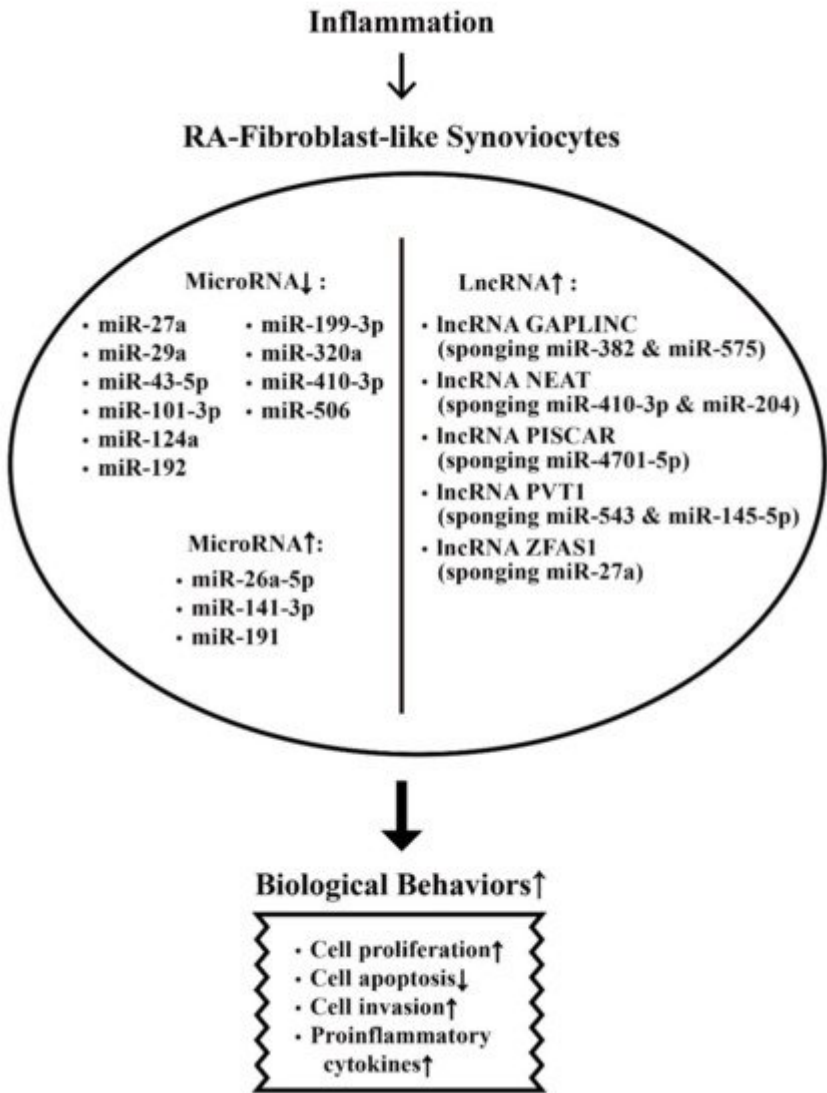 Inflammation
↓
RA-Fibroblast-like Synoviocytes
MicroRNA↓ :
• miR-27a
• miR-29a
• miR-43-5p
• miR-101-3p
• miR-124a
• miR-192
• miR-199-3p
• miR-320a
• miR-410-3p
• miR-506
MicroRNA↑:
• miR-26a-5p
• miR-141-3p
• miR-191
LncRNA↑ :
• lncRNA GAPLINC
(sponging miR-382 & miR-575)
• lncRNA NEAT
(sponging miR-410-3p & miR-204)
• lncRNA PISCAR
(sponging miR-4701-5p)
• lncRNA PVT1
(sponging miR-543 & miR-145-5p)
• lncRNA ZFAS1
(sponging miR-27a)
Biological Behaviors↑
• Cell proliferation↑
• Cell apoptosis↓
• Cell invasion↑
• Proinflammatory
cytokines↑